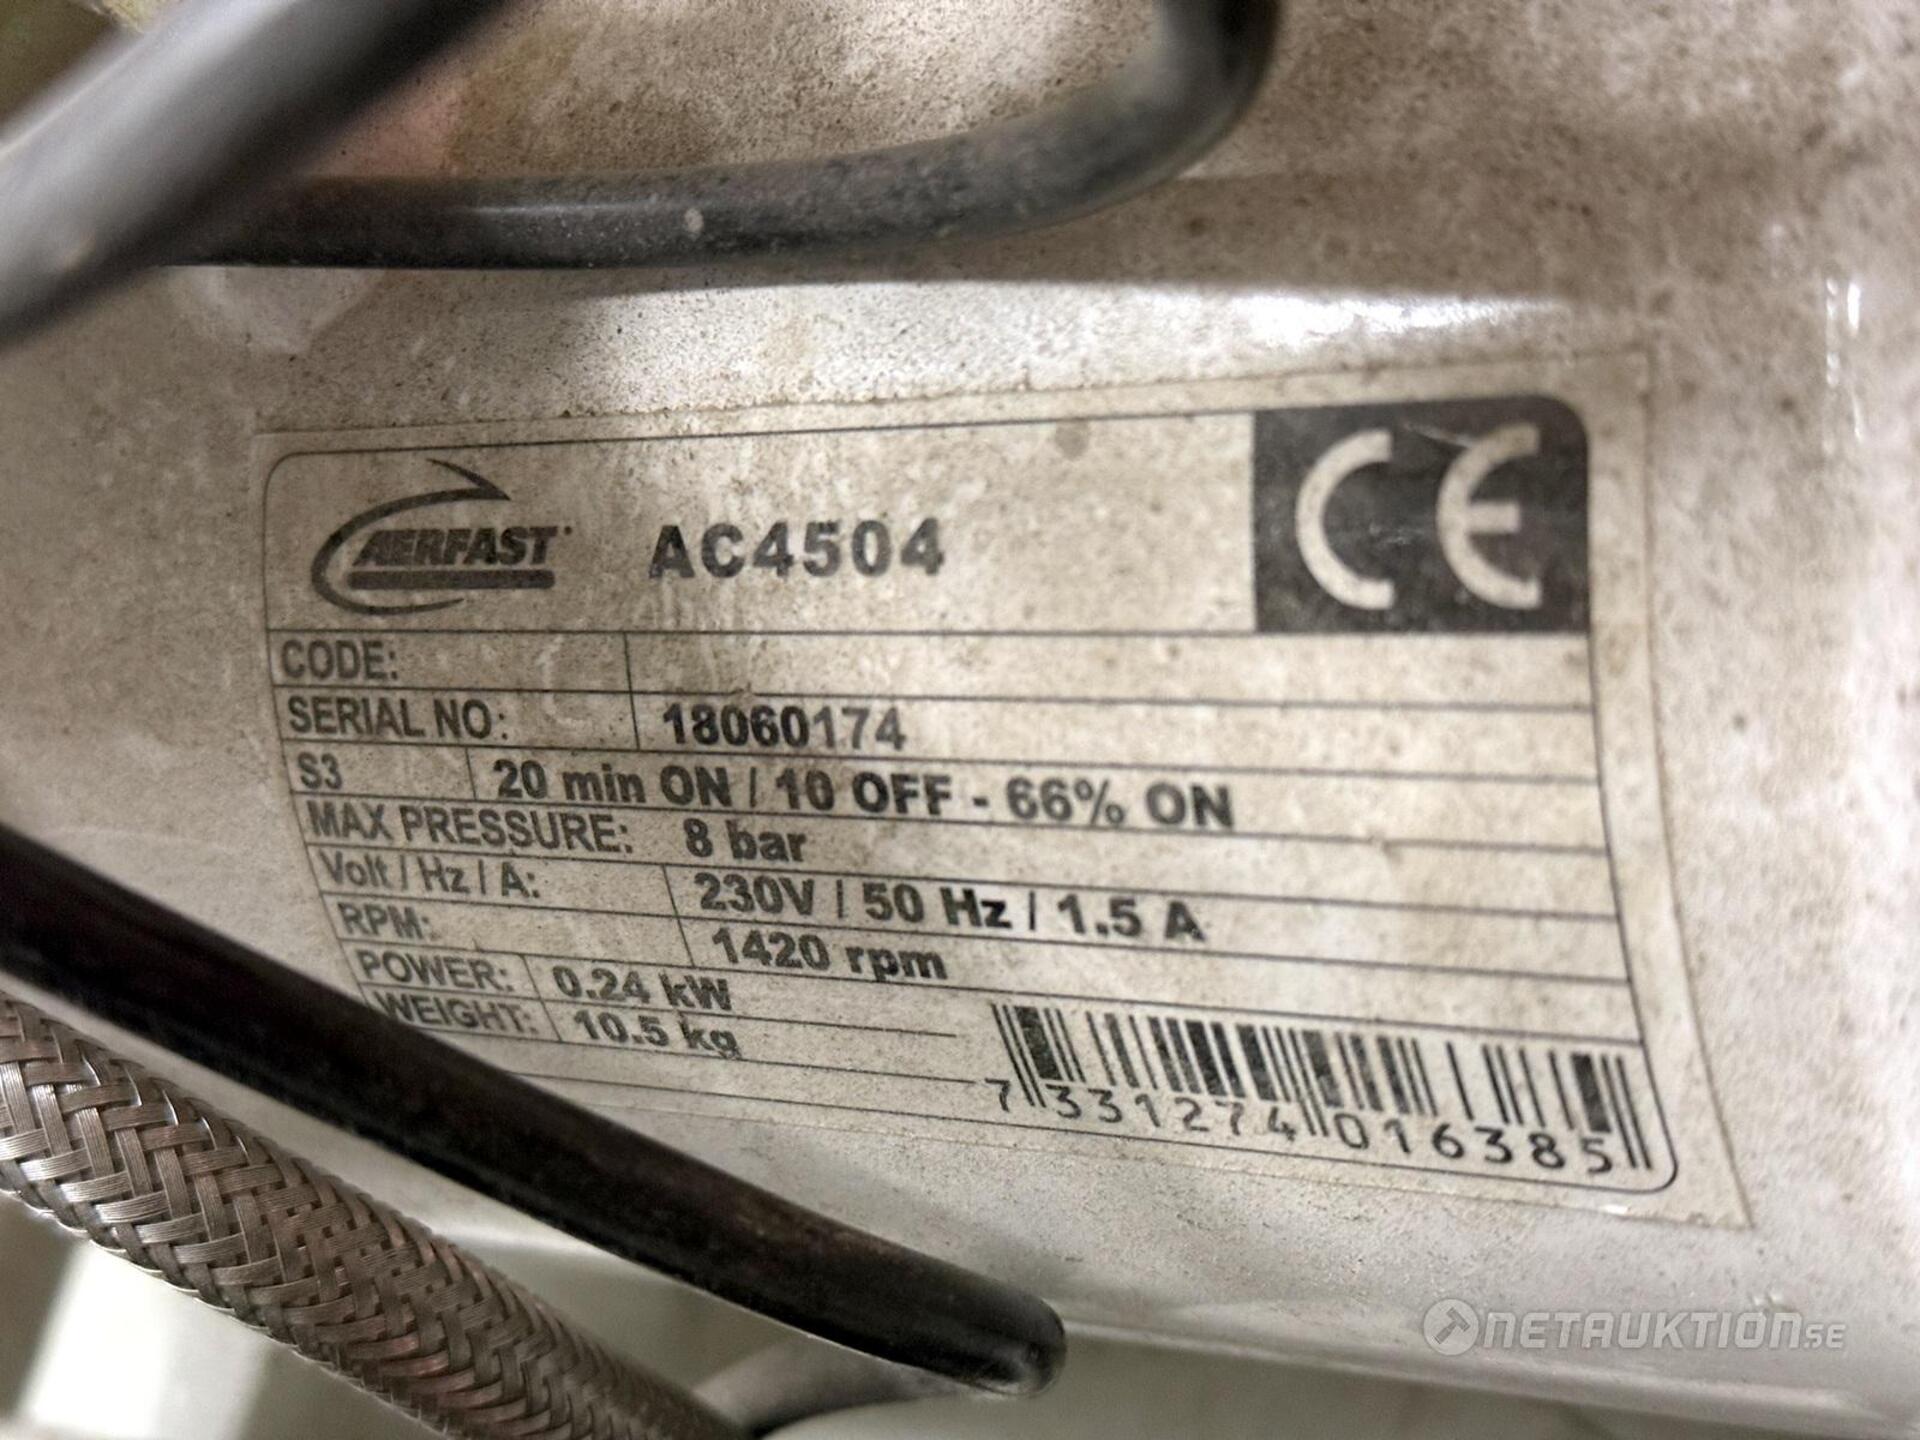 AERFAST AC4504 CE
CODE:
SERIAL NO: 18060174
S3 20 min ON / 10 OFF - 66% ON
MAX PRESSURE: 8 bar
Volt / Hz / A: 230V / 50 Hz / 1.5 A
RPM: 1420 rpm
POWER: 0.24 kW
WEIGHT: 10.5 kg
7 331274 016385
NETAUKTION.SE